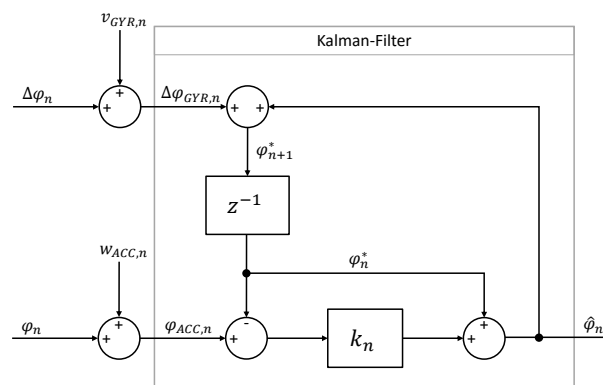 v_{GYR,n}
Kalman-Filter
+
Δφ_n
+
Δφ_{GYR,n}
+
+
φ*_{n+1}
z⁻¹
w_{ACC,n}
φ*_n
+
-
+
φ_n
+
φ_{ACC,n}
+
k_n
+
φ̂_n